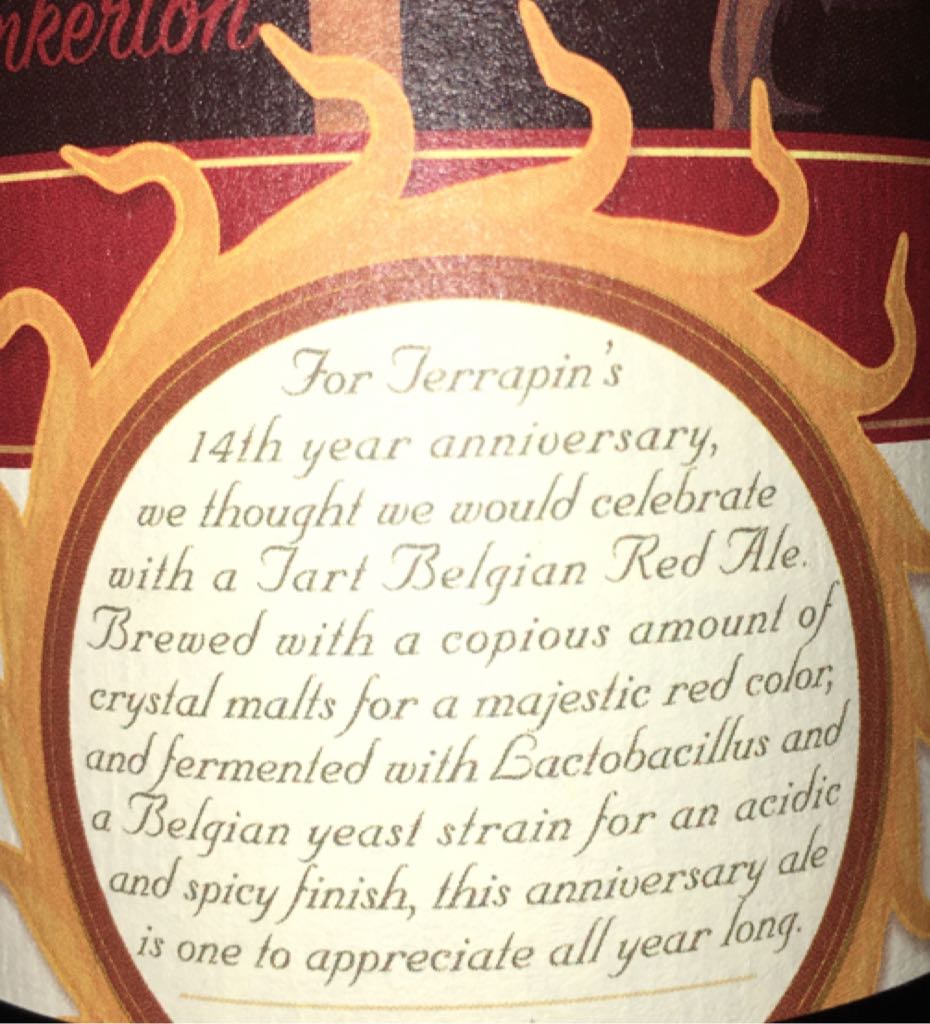 For Terrapin's
14th year anniversary,
we thought we would celebrate
with a Tart Belgian Red Ale.
Brewed with a copious amount of
crystal malts for a majestic red color,
and fermented with Lactobacillus and
a Belgian yeast strain for an acidic
and spicy finish, this anniversary ale
is one to appreciate all year long.